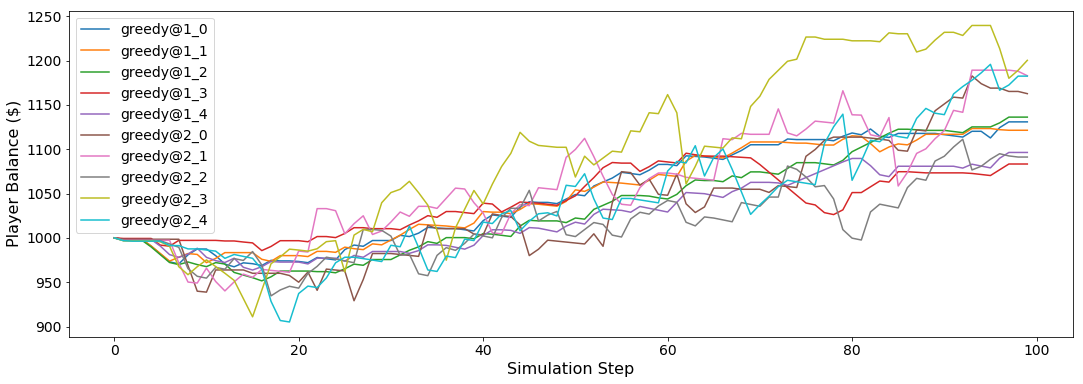 1250
1200
1150
1100
1050
1000
950
900
Player Balance ($)
greedy@1_0
greedy@1_1
greedy@1_2
greedy@1_3
greedy@1_4
greedy@2_0
greedy@2_1
greedy@2_2
greedy@2_3
greedy@2_4
0 20 40 60 80 100
Simulation Step